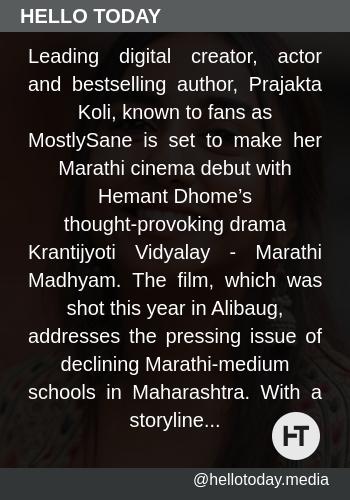 HELLO TODAY
Leading digital creator, actor
and bestselling author, Prajakta
Koli, known to fans as
MostlySane is set to make her
Marathi cinema debut with
Hemant Dhome’s
thought-provoking drama
Krantijyoti Vidyalay - Marathi
Madhyam. The film, which was
shot this year in Alibaug,
addresses the pressing issue of
declining Marathi-medium
schools in Maharashtra. With a
storyline...
HT
@hellotoday.media